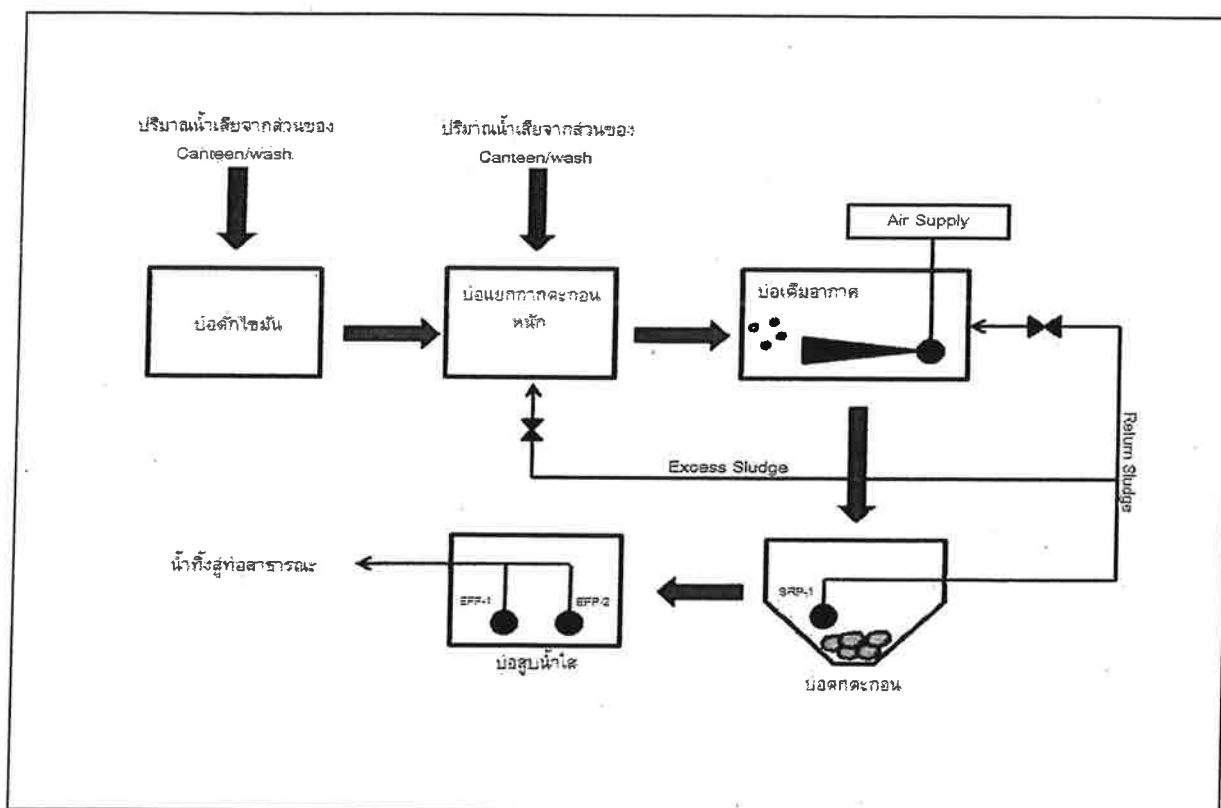 ปริมาณน้ำเสียจากส่วนของ
Canteen/wash.
ปริมาณน้ำเสียจากส่วนของ
Canteen/wash
Air Supply
บ่อดักไขมัน
บ่อแยกกากตะกอน
หนัก
บ่อเติมอากาศ
Return Sludge
Excess Sludge
น้ำทิ้งสู่ท่อสาธารณะ
EFP-1
EFP-2
บ่อสูบน้ำใส
SRP-1
บ่อตกตะกอน